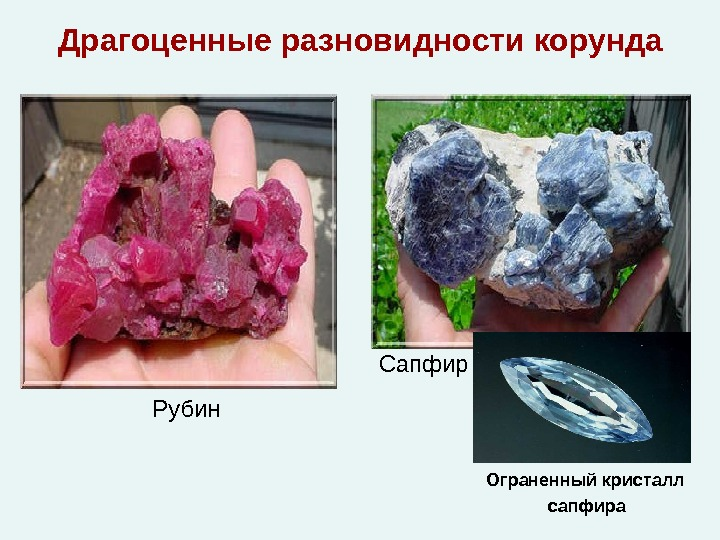 Драгоценные разновидности корунда
Сапфир
Рубин
Ограненный кристалл
сапфира